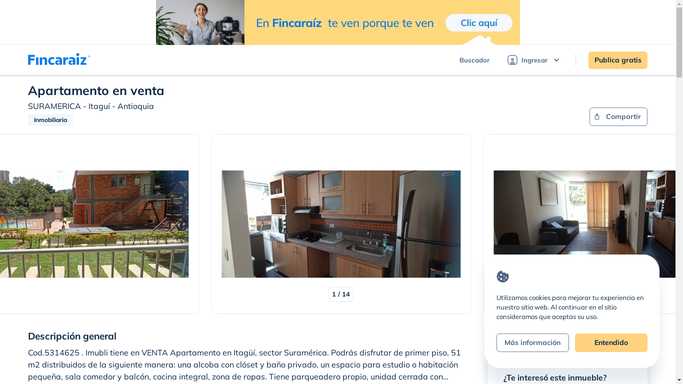 En Fincaraíz te ven porque te ven
Clic aquí
Fincaraiz
Buscador
Ingresar
Publica gratis
Apartamento en venta
SURAMERICA - Itaguí - Antioquia
Inmobiliaria
Compartir
1 / 14
Utilizamos cookies para mejorar tu experiencia en
nuestro sitio web. Al continuar en el sitio
consideramos que aceptas su uso.
Más información
Entendido
Descripción general
Cod.5314625 . Imubli tiene en VENTA Apartamento en Itagüí, sector Suramérica. Podrás disfrutar de primer piso, 51
m2 distribuidos de la siguiente manera: una alcoba con clóset y baño privado, un espacio para estudio o habitación
pequeña, sala comedor y balcón, cocina integral, zona de ropas. Tiene parqueadero propio, unidad cerrada con...
¿Te interesó este inmueble?